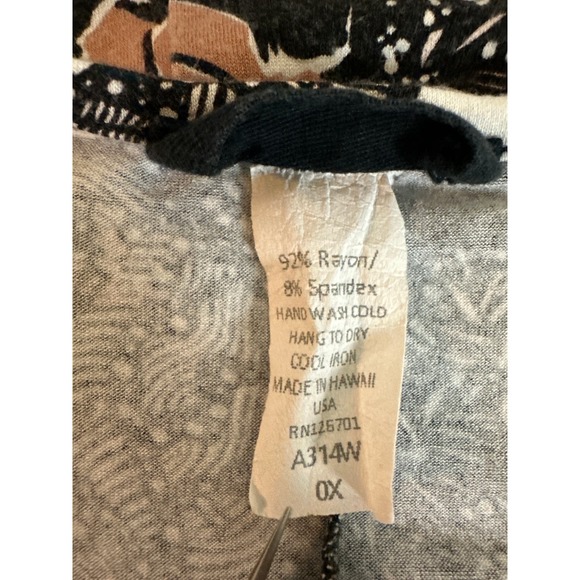 92% Rayon/
8% Spandex
HAND WASH COLD
HANG TO DRY
COOL IRON
MADE IN HAWAII
USA
RN126701
A314W
0X